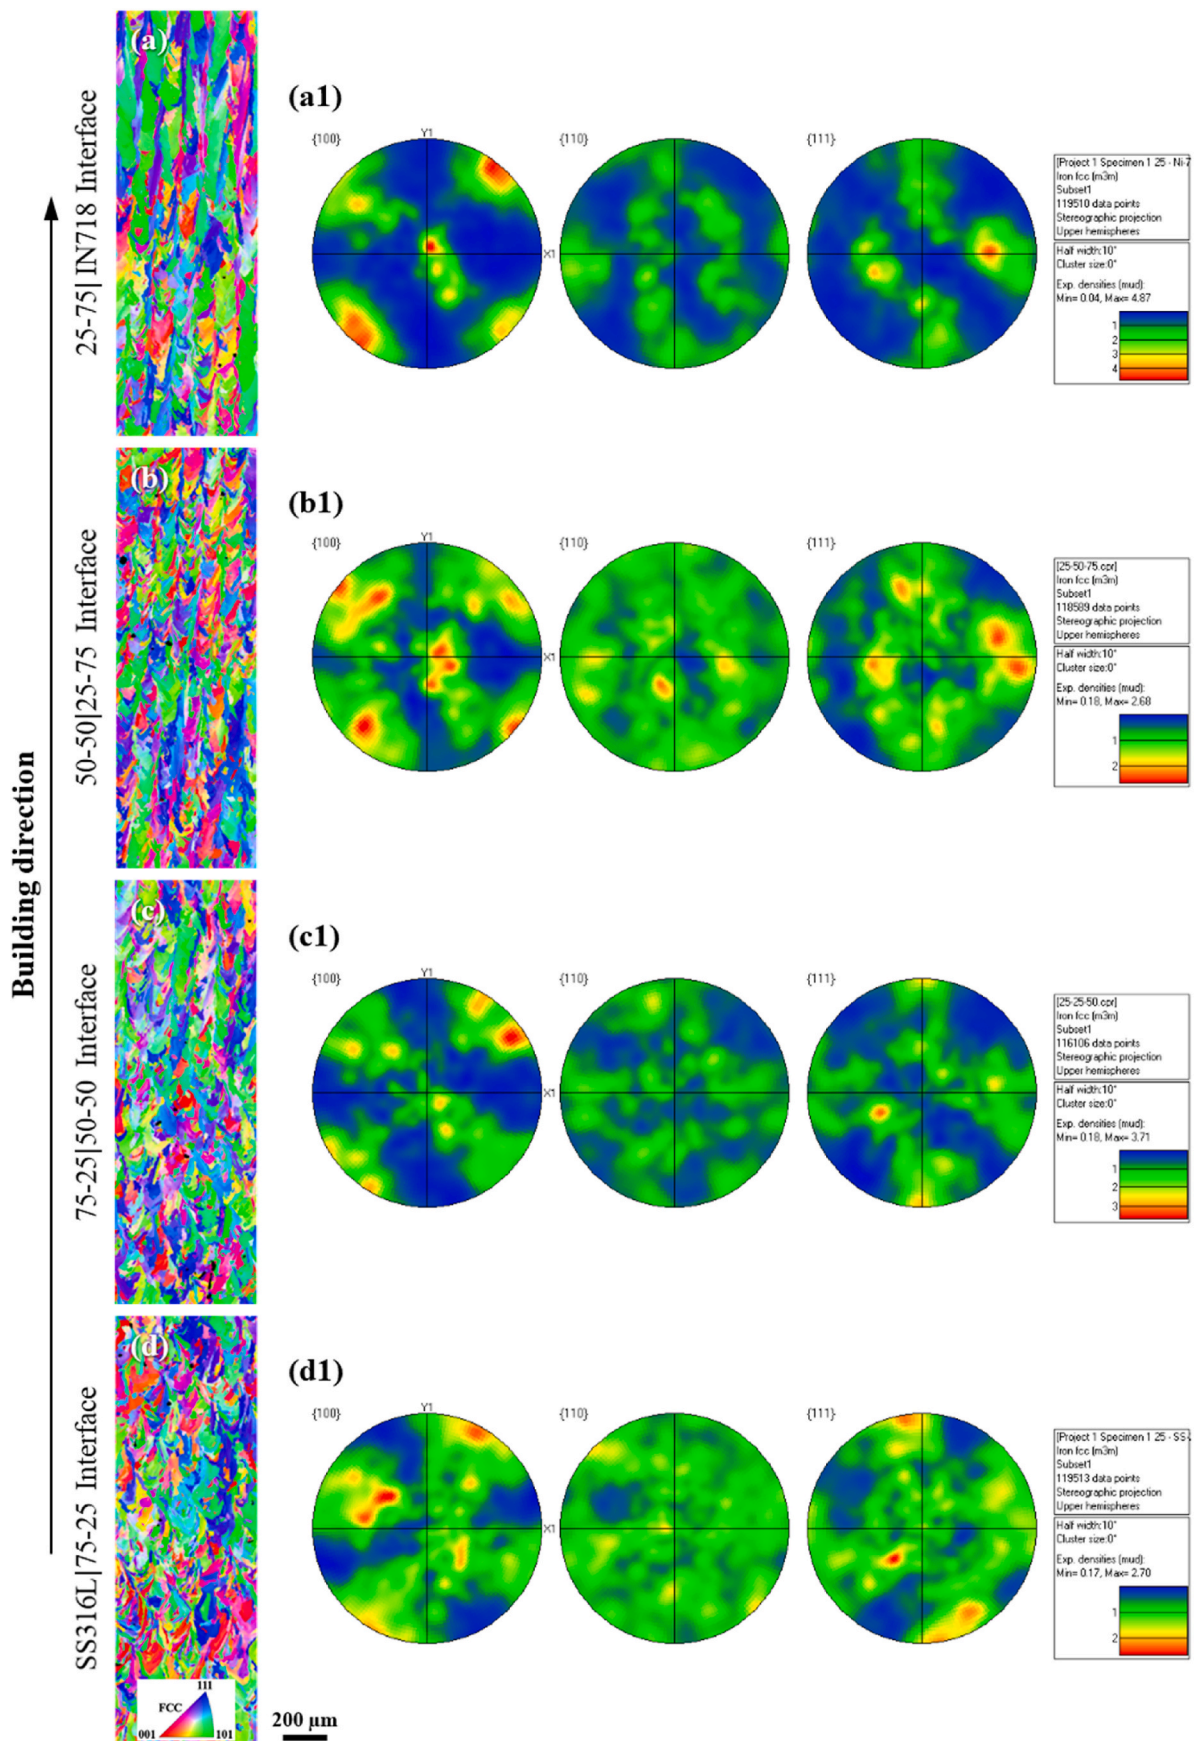 Building direction
25-75| IN718 Interface
(a)
(a1)
{100}
Y1
X1
{110}
{111}
[Project 1 Specimen 1 25 - Ni-7
Iron fcc (m3m)
Subset1
119510 data points
Stereographic projection
Upper hemispheres
Half width:10°
Cluster size:0°
Exp. densities (mud):
Min= 0.04, Max= 4.87
1
2
3
4
50-50|25-75 Interface
(b)
(b1)
{100}
Y1
X1
{110}
{111}
[25-50-75.cpr]
Iron fcc (m3m)
Subset1
118589 data points
Stereographic projection
Upper hemispheres
Half width:10°
Cluster size:0°
Exp. densities (mud):
Min= 0.18, Max= 2.68
1
2
75-25|50-50 Interface
(c)
(c1)
{100}
Y1
X1
{110}
{111}
[25-25-50.cpr]
Iron fcc (m3m)
Subset1
116106 data points
Stereographic projection
Upper hemispheres
Half width:10°
Cluster size:0°
Exp. densities (mud):
Min= 0.18, Max= 3.71
1
2
3
SS316L|75-25 Interface
(d)
(d1)
{100}
Y1
X1
{110}
{111}
[Project 1 Specimen 1 25 - SS-
Iron fcc (m3m)
Subset1
119513 data points
Stereographic projection
Upper hemispheres
Half width:10°
Cluster size:0°
Exp. densities (mud):
Min= 0.17, Max= 2.70
1
2
111
FCC
001
101
200 µm